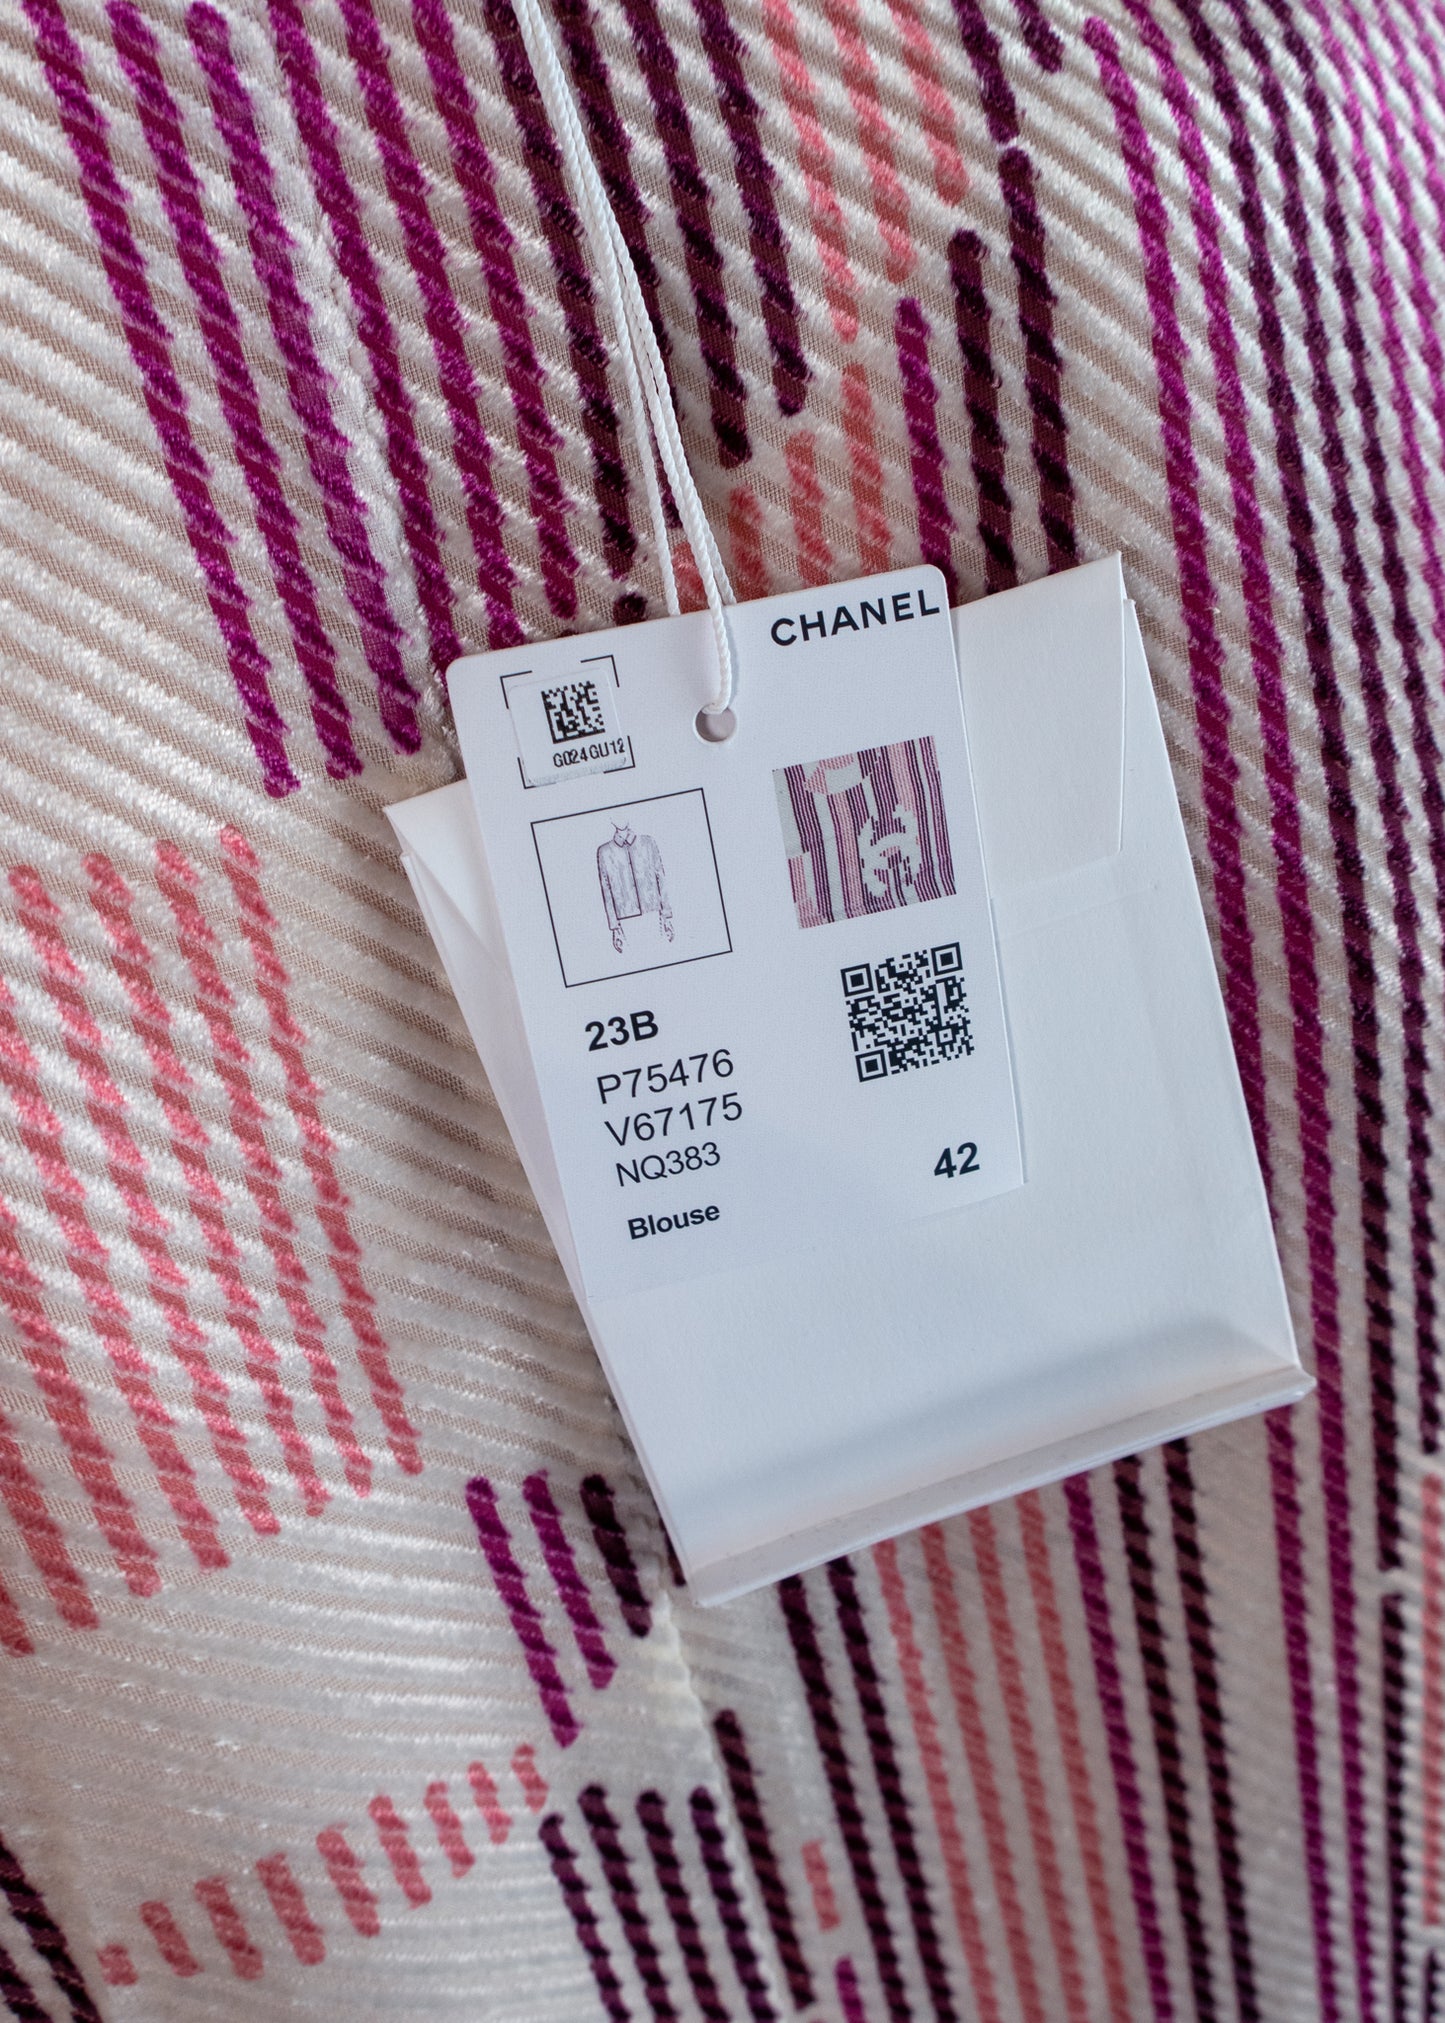 CHANEL
G024GU12
23B
P75476
V67175
NQ383
42
Blouse